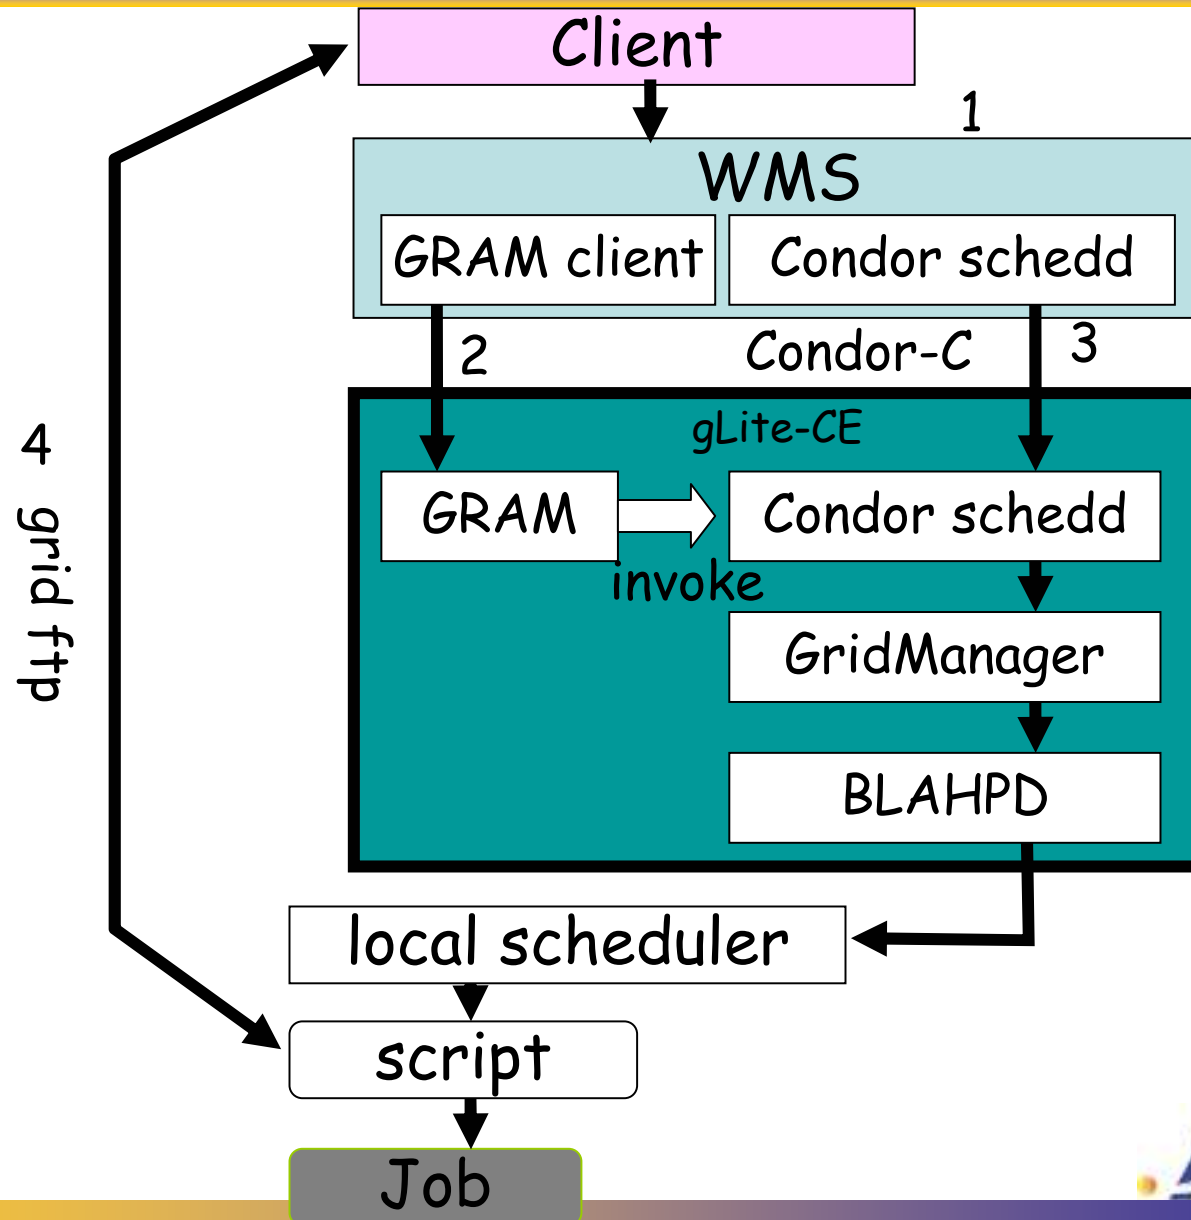 Client
1
WMS
GRAM client
Condor schedd
2
Condor-C
3
gLite-CE
GRAM
Condor schedd
invoke
GridManager
BLAHPD
4 grid ftp
local scheduler
script
Job